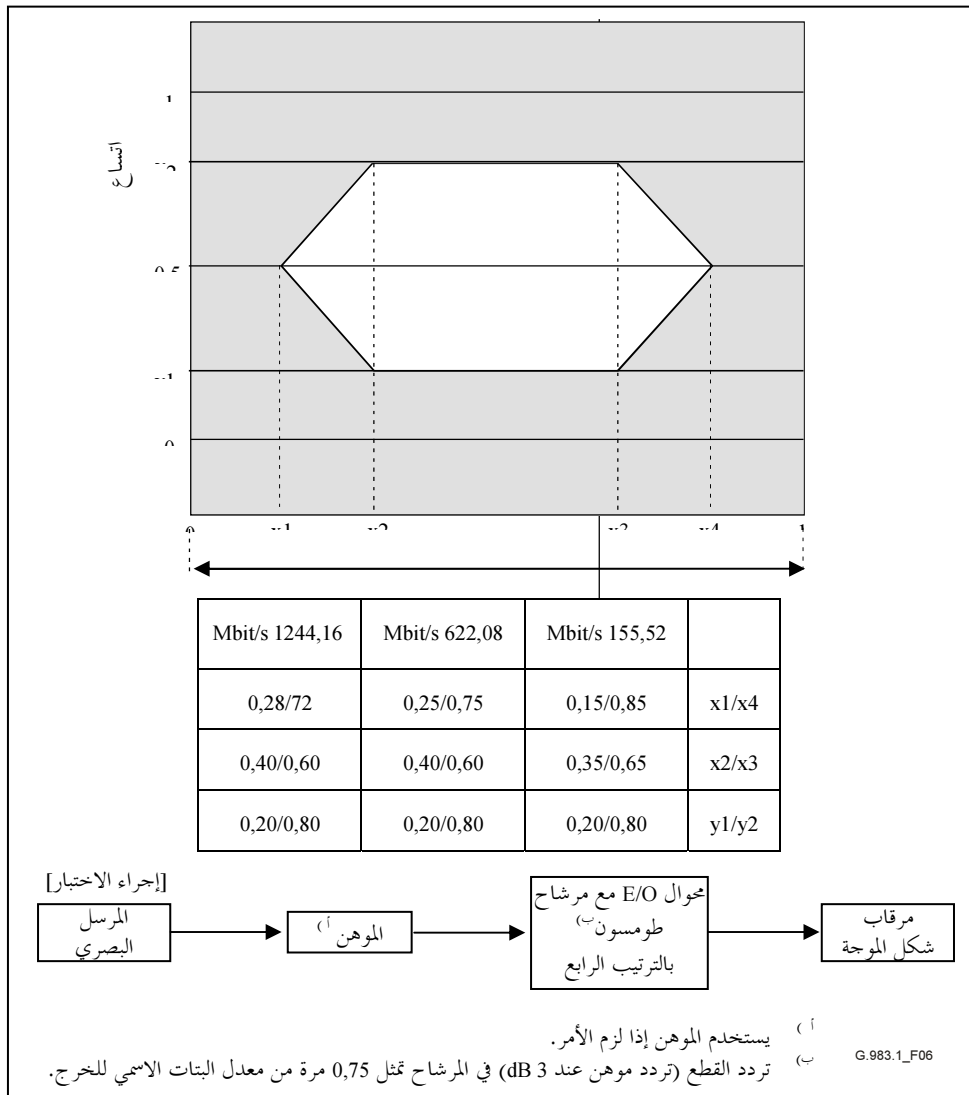 اتساع
x1
x2
x4
1
Mbit/s 1244,16 Mbit/s 622,08 Mbit/s 155,52
0,28/72 0,25/0,75 0,15/0,85 x1/x4
0,40/0,60 0,40/0,60 0,35/0,65 x2/x3
0,20/0,80 0,20/0,80 0,20/0,80 y1/y2
[إجراء الاختبار]
المرسل
البصري
الموهن أ)
محوال E/O مع مرشاح
طومسون ب)
بالترتيب الرابع
مرقاب
شكل الموجة
أ) يستخدم الموهن إذا لزم الأمر.
ب) تردد القطع (تردد موهن عند 3 dB) في المرشاح تمثل 0,75 مرة من معدل البتات الاسمي للخرج.
G.983.1_F06